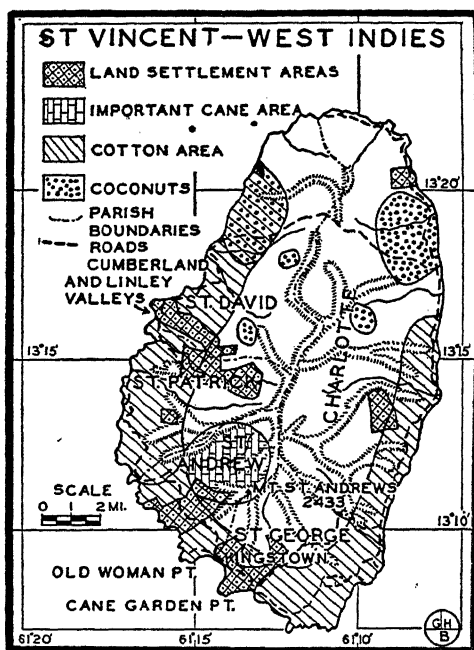 ST VINCENT—WEST INDIES
LAND SETTLEMENT AREAS
IMPORTANT CANE AREA
COTTON AREA
COCONUTS
PARISH
BOUNDARIES
ROADS
CUMBERLAND
AND LINLEY
VALLEYS
13°20'
ST. DAVID
CHARLOTTE
13°15'
13°15'
ST. PATRICK
ST.
ANDREW
MT. ST. ANDREWS
2433
SCALE
0 1 2 MI.
ST GEORGE
13°10'
KINGSTOWN
OLD WOMAN PT.
CANE GARDEN PT.
61°20'
61°15'
61°10'
GH
B